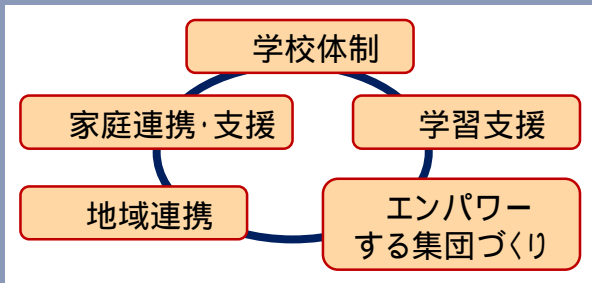 学校体制
家庭連携・支援
学習支援
地域連携
エンパワー
する集団づくり